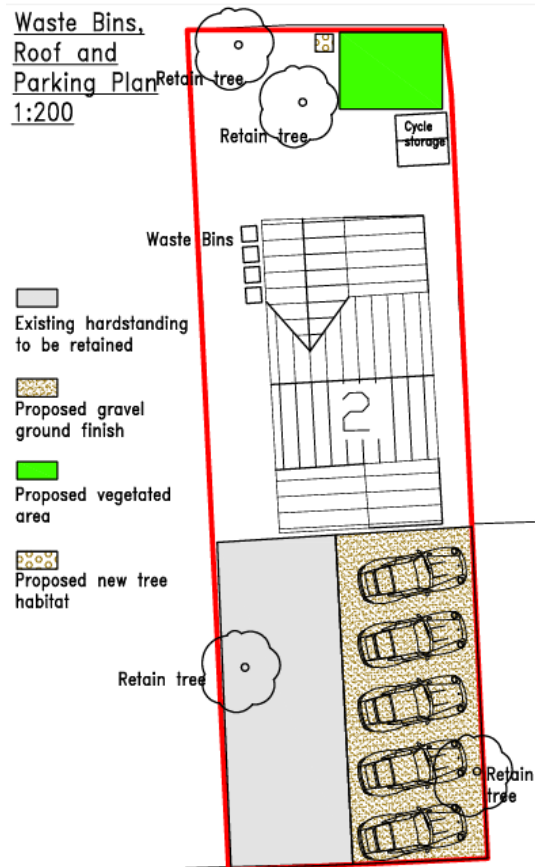 Waste Bins,
Roof and
Parking Plan
1:200
Retain tree
Retain tree
Cycle
storage
Waste Bins
2
Existing hardstanding
to be retained
Proposed gravel
ground finish
Proposed vegetated
area
Proposed new tree
habitat
Retain tree
Retain
tree